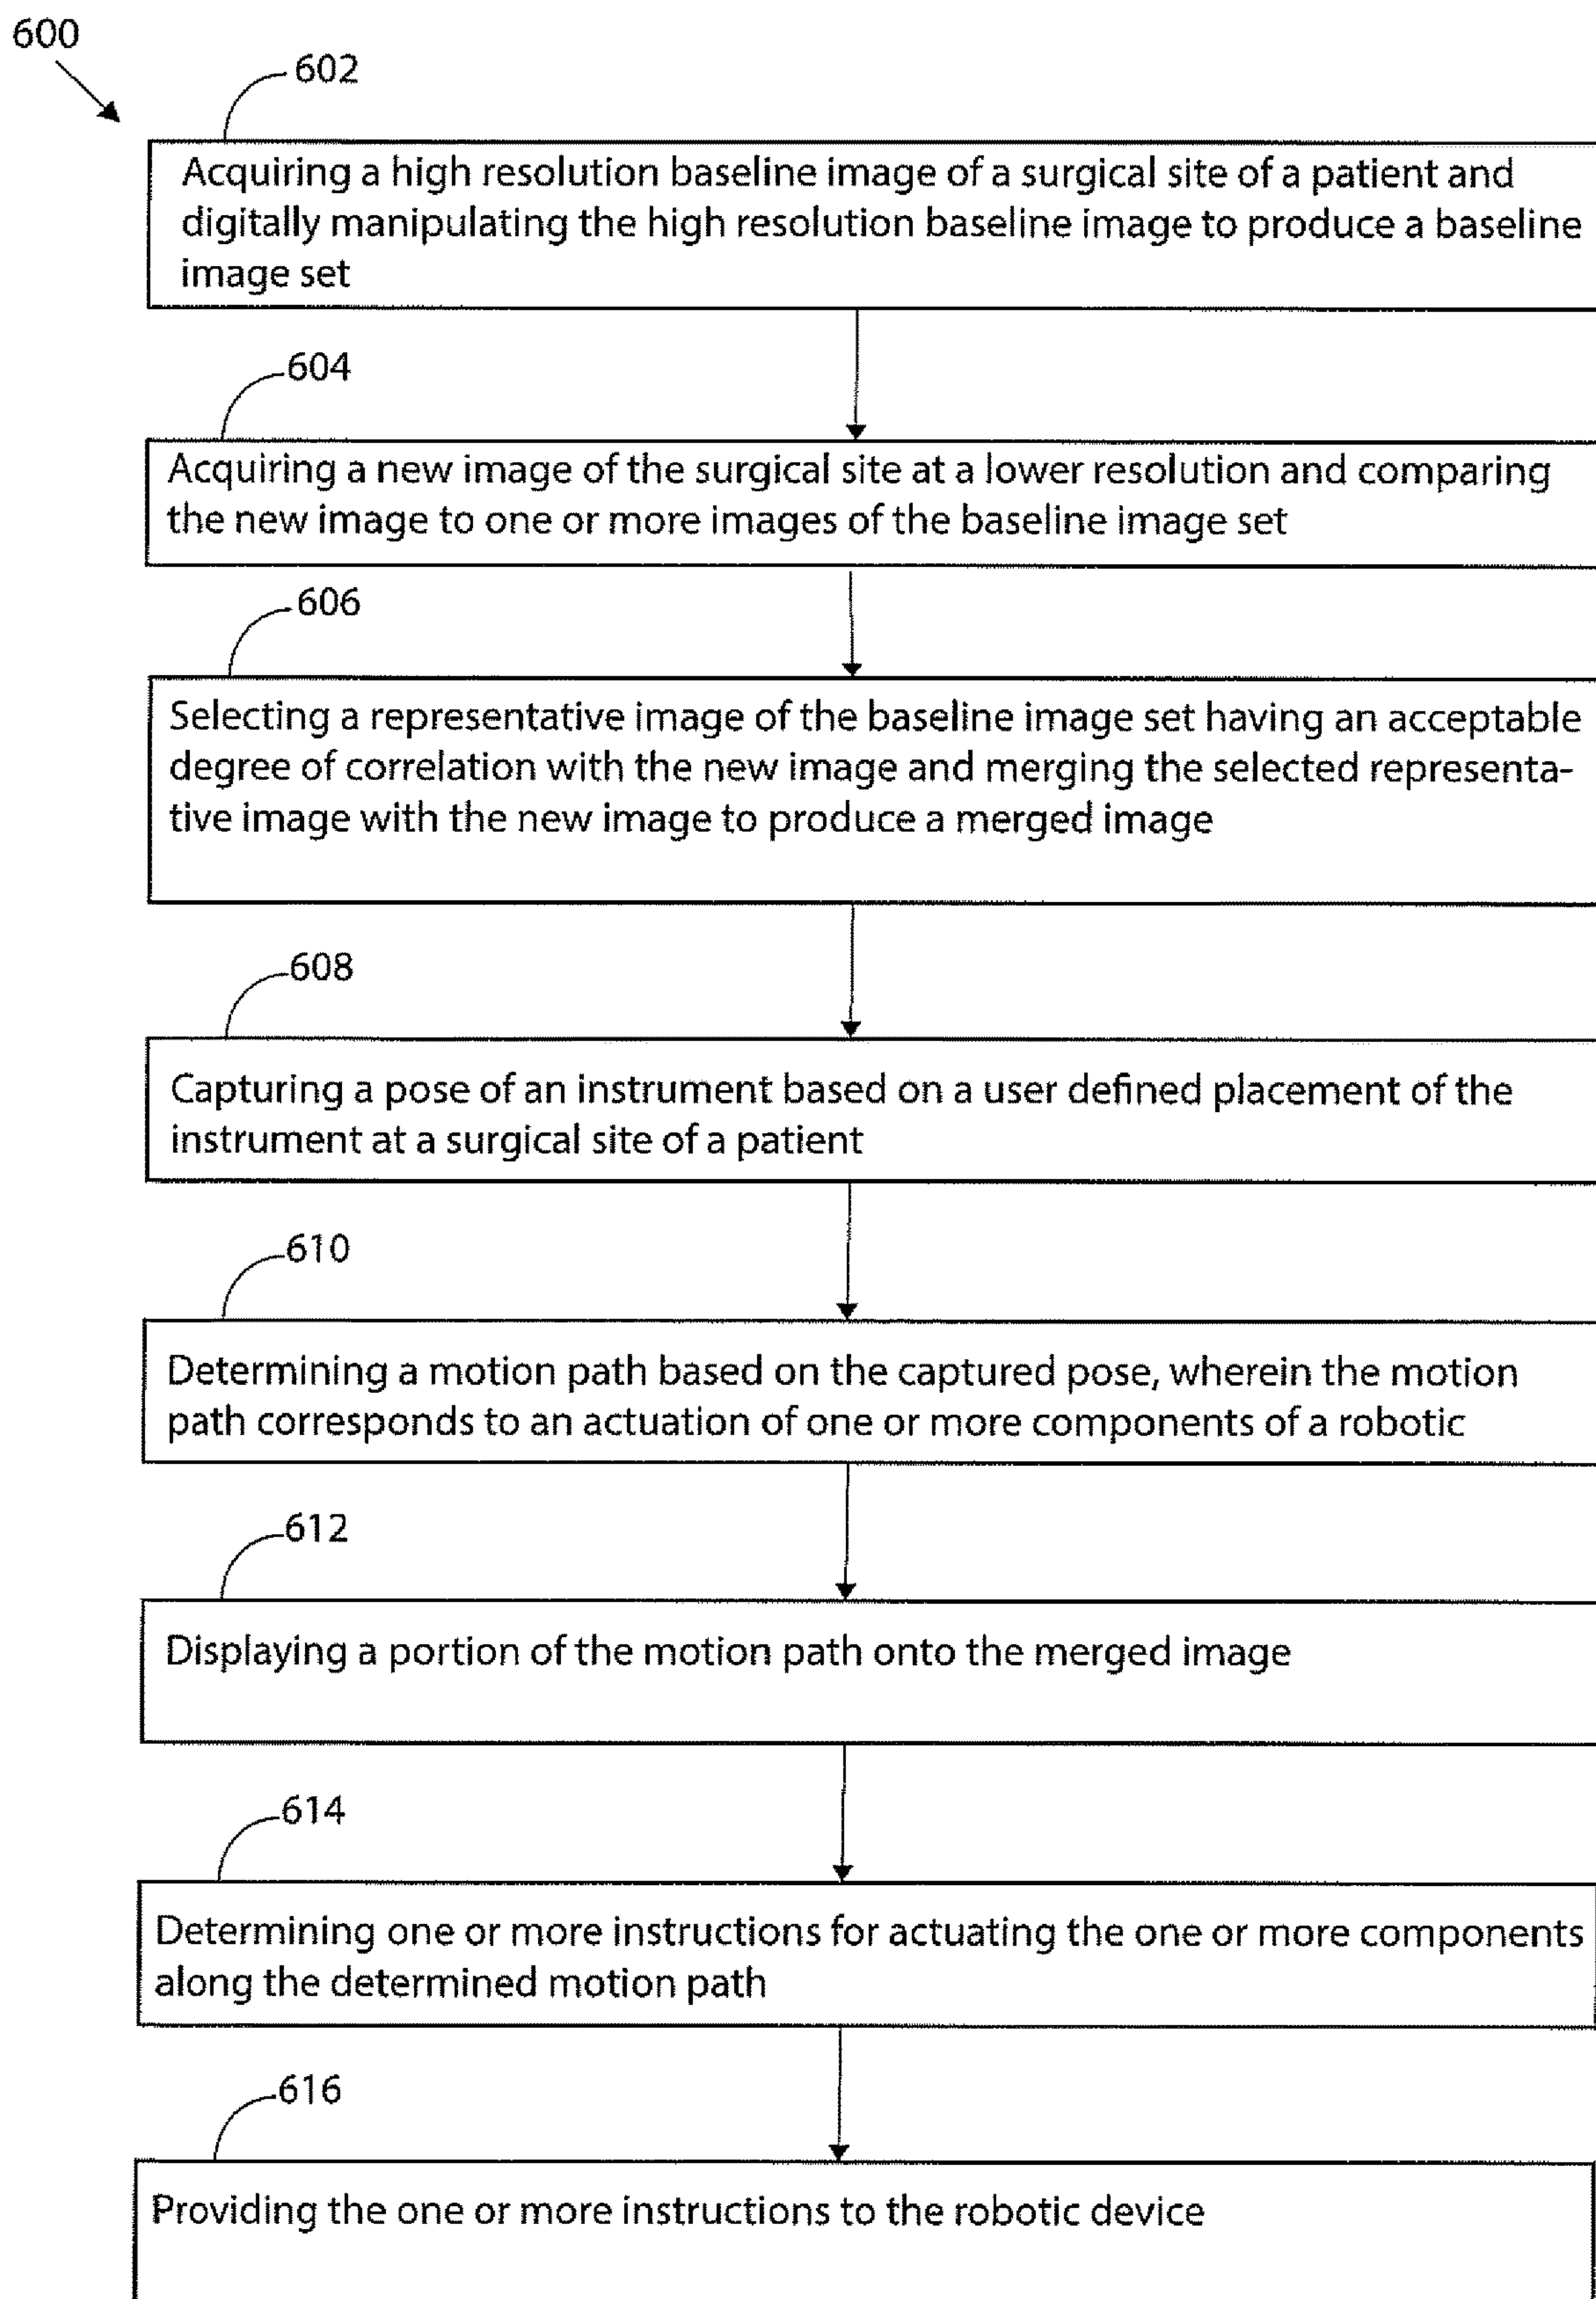 600
602
Acquiring a high resolution baseline image of a surgical site of a patient and
digitally manipulating the high resolution baseline image to produce a baseline
image set
604
Acquiring a new image of the surgical site at a lower resolution and comparing
the new image to one or more images of the baseline image set
606
Selecting a representative image of the baseline image set having an acceptable
degree of correlation with the new image and merging the selected representa-
tive image with the new image to produce a merged image
608
Capturing a pose of an instrument based on a user defined placement of the
instrument at a surgical site of a patient
610
Determining a motion path based on the captured pose, wherein the motion
path corresponds to an actuation of one or more components of a robotic
612
Displaying a portion of the motion path onto the merged image
614
Determining one or more instructions for actuating the one or more components
along the determined motion path
616
Providing the one or more instructions to the robotic device